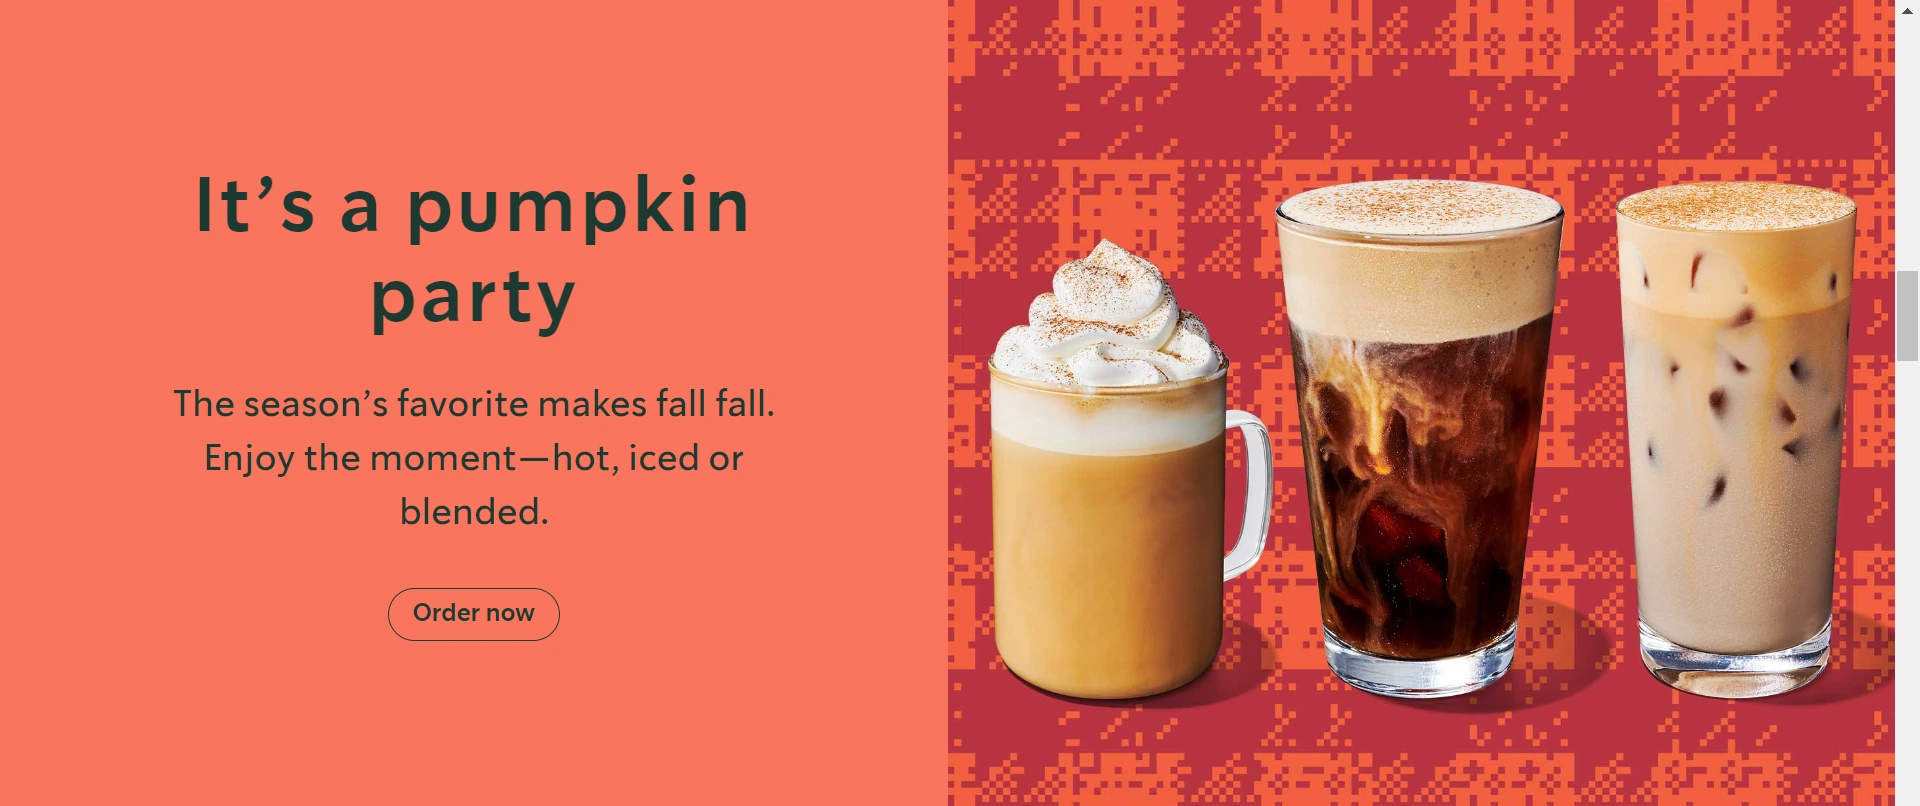 It’s a pumpkin
party
The season’s favorite makes fall fall.
Enjoy the moment—hot, iced or
blended.
Order now